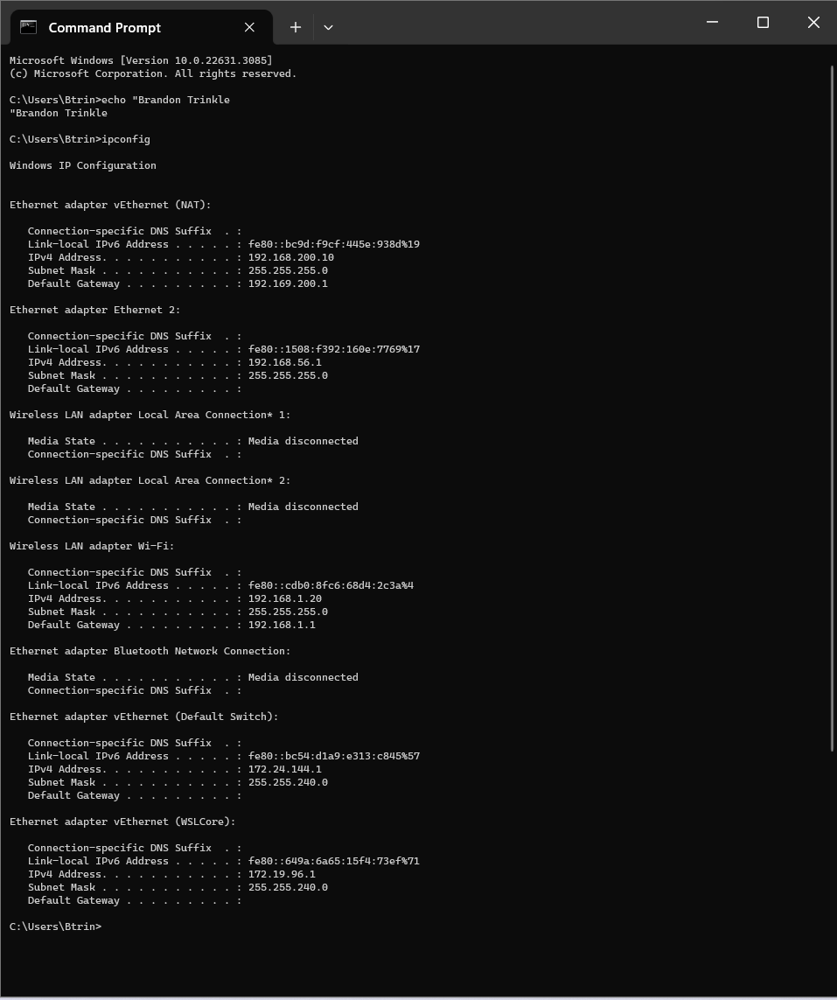 Command Prompt
Microsoft Windows [Version 10.0.22631.3085]
(c) Microsoft Corporation. All rights reserved.
C:\Users\Btrin>echo "Brandon Trinkle
"Brandon Trinkle
C:\Users\Btrin>ipconfig
Windows IP Configuration
Ethernet adapter vEthernet (NAT):
   Connection-specific DNS Suffix  . :
   Link-local IPv6 Address . . . . . : fe80::bc9d:f9cf:445e:938d%19
   IPv4 Address. . . . . . . . . . . : 192.168.200.10
   Subnet Mask . . . . . . . . . . . : 255.255.255.0
   Default Gateway . . . . . . . . . : 192.169.200.1
Ethernet adapter Ethernet 2:
   Connection-specific DNS Suffix  . :
   Link-local IPv6 Address . . . . . : fe80::1508:f392:160e:7769%17
   IPv4 Address. . . . . . . . . . . : 192.168.56.1
   Subnet Mask . . . . . . . . . . . : 255.255.255.0
   Default Gateway . . . . . . . . . :
Wireless LAN adapter Local Area Connection* 1:
   Media State . . . . . . . . . . . : Media disconnected
   Connection-specific DNS Suffix  . :
Wireless LAN adapter Local Area Connection* 2:
   Media State . . . . . . . . . . . : Media disconnected
   Connection-specific DNS Suffix  . :
Wireless LAN adapter Wi-Fi:
   Connection-specific DNS Suffix  . :
   Link-local IPv6 Address . . . . . : fe80::cdb0:8fc6:68d4:2c3a%4
   IPv4 Address. . . . . . . . . . . : 192.168.1.20
   Subnet Mask . . . . . . . . . . . : 255.255.255.0
   Default Gateway . . . . . . . . . : 192.168.1.1
Ethernet adapter Bluetooth Network Connection:
   Media State . . . . . . . . . . . : Media disconnected
   Connection-specific DNS Suffix  . :
Ethernet adapter vEthernet (Default Switch):
   Connection-specific DNS Suffix  . :
   Link-local IPv6 Address . . . . . : fe80::bc54:d1a9:e313:c845%57
   IPv4 Address. . . . . . . . . . . : 172.24.144.1
   Subnet Mask . . . . . . . . . . . : 255.255.240.0
   Default Gateway . . . . . . . . . :
Ethernet adapter vEthernet (WSLCore):
   Connection-specific DNS Suffix  . :
   Link-local IPv6 Address . . . . . : fe80::649a:6a65:15f4:73ef%71
   IPv4 Address. . . . . . . . . . . : 172.19.96.1
   Subnet Mask . . . . . . . . . . . : 255.255.240.0
   Default Gateway . . . . . . . . . :
C:\Users\Btrin>